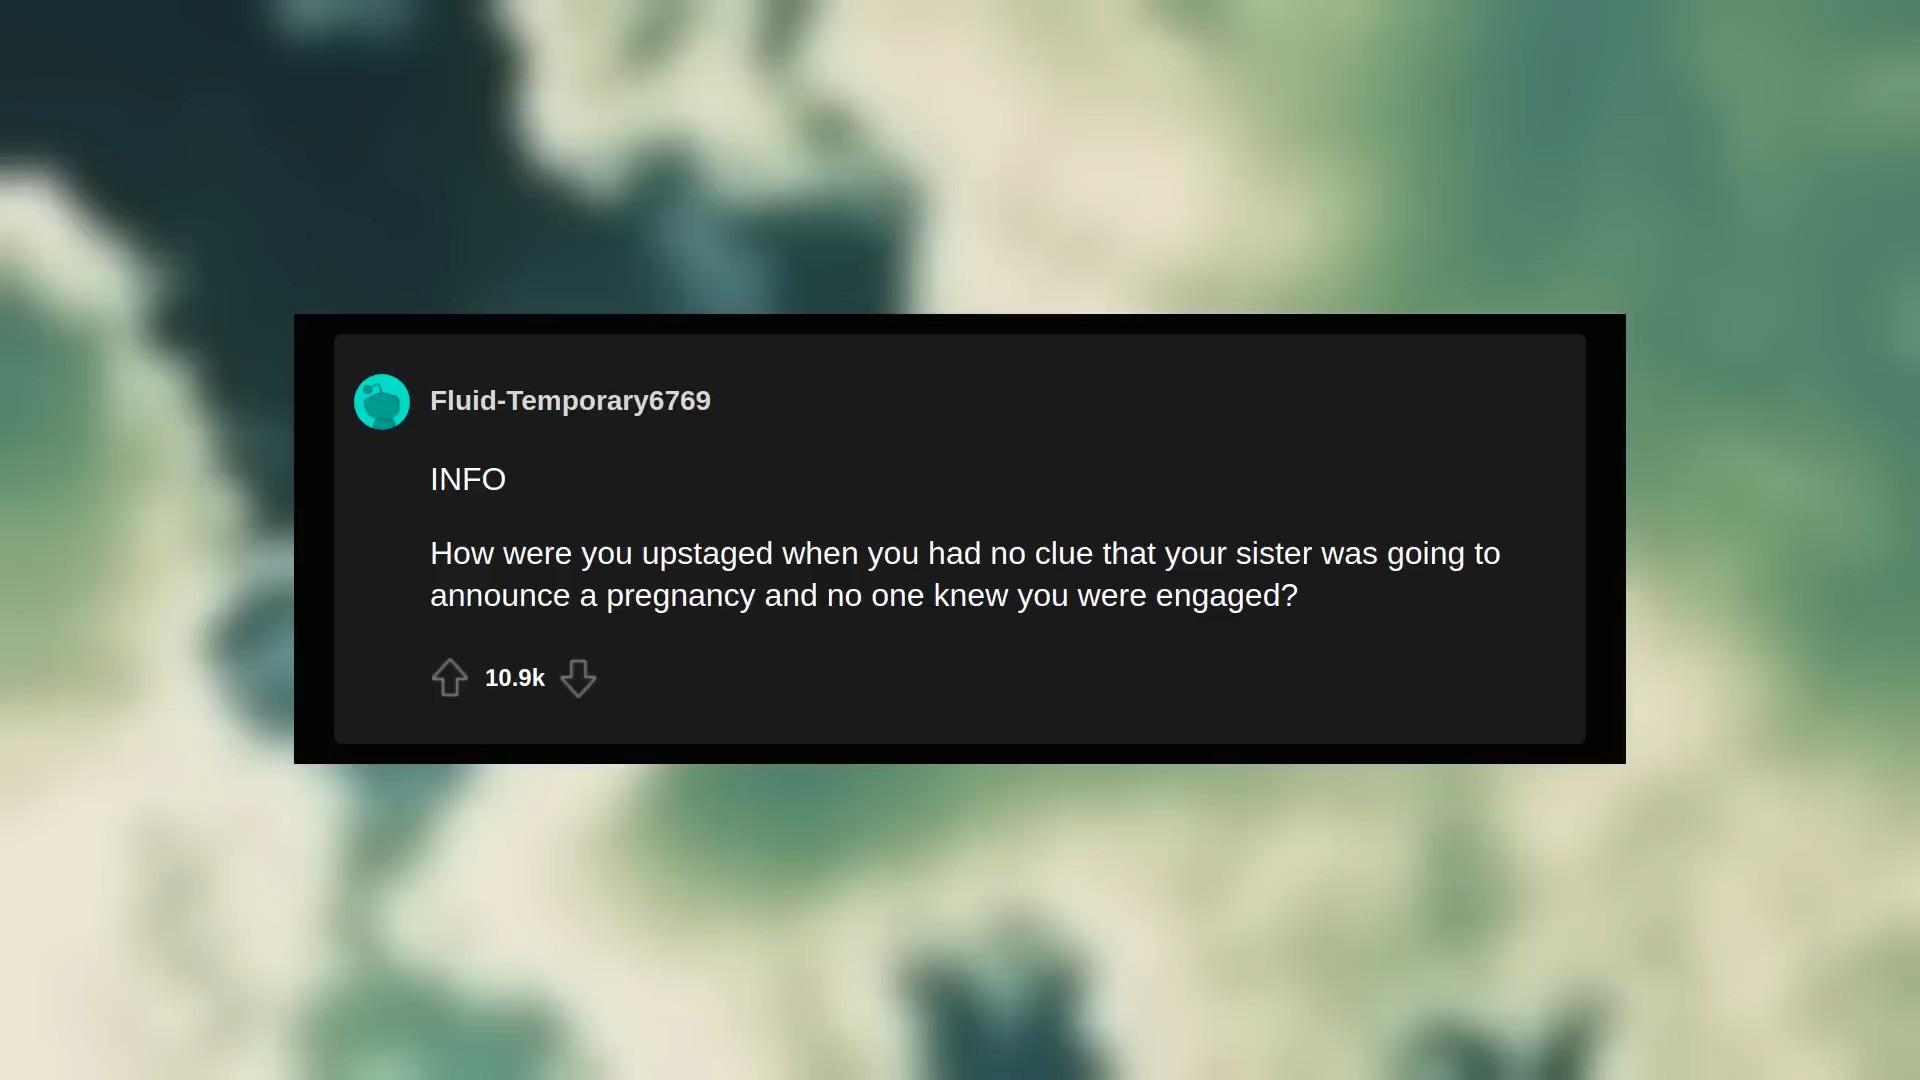 Fluid-Temporary6769
INFO
How were you upstaged when you had no clue that your sister was going to
announce a pregnancy and no one knew you were engaged?
10.9k